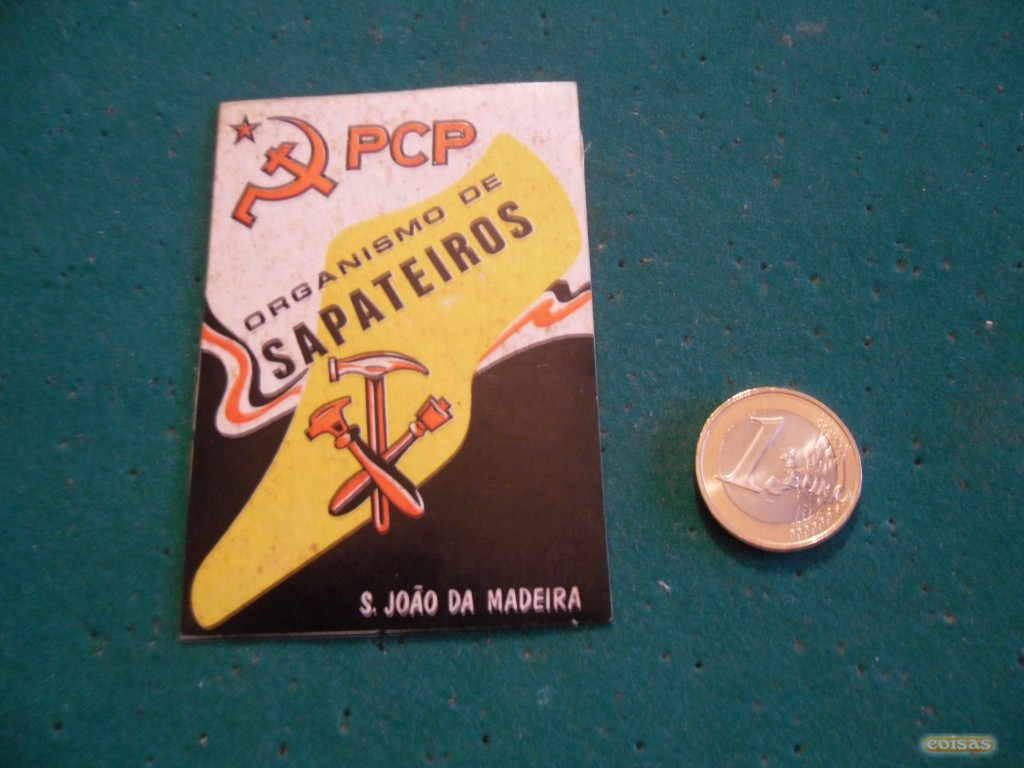 PCP
ORGANISMO DE
SAPATEIROS
S. JOÃO DA MADEIRA
1 EURO
coisas